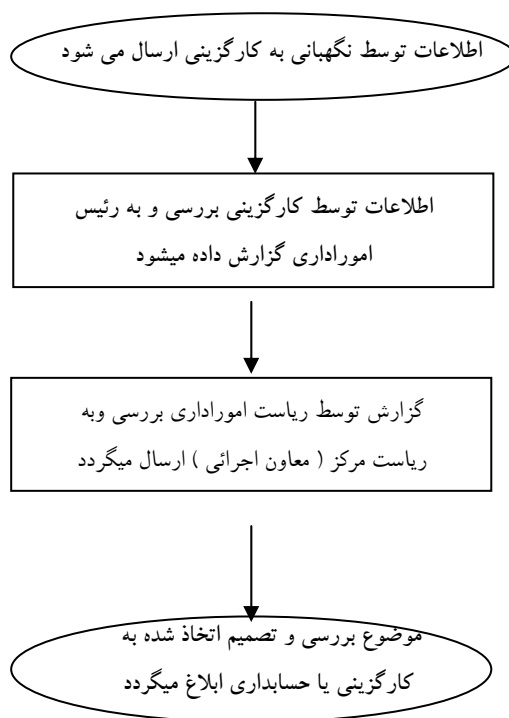 اطلاعات توسط نگهبانی به کارگزینی ارسال می شود
اطلاعات توسط کارگزینی بررسی و به رئیس
اموراداری گزارش داده میشود
گزارش توسط ریاست اموراداری بررسی وبه
ریاست مرکز ( معاون اجرائی ) ارسال میگردد
موضوع بررسی و تصمیم اتخاذ شده به
کارگزینی یا حسابداری ابلاغ میگردد